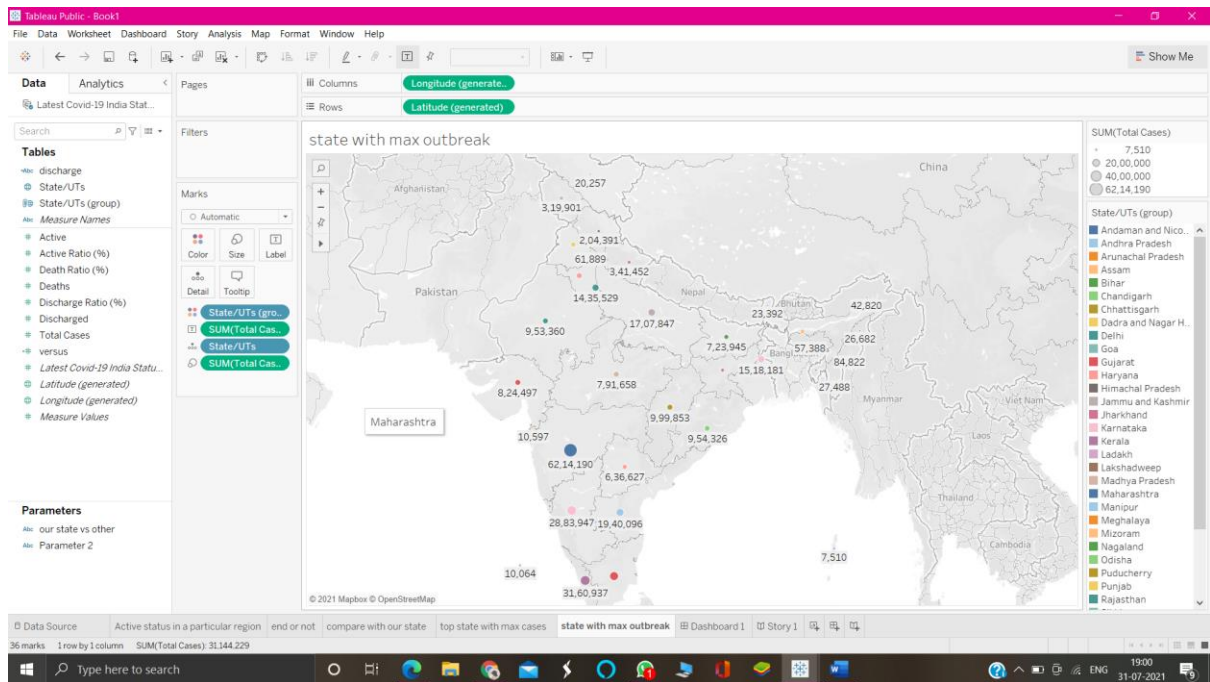 Tableau Public - Book1
File Data Worksheet Dashboard Story Analysis Map Format Window Help
Show Me
Data Analytics
Latest Covid-19 India Stat...
Search
Tables
Abc discharge
State/UTs
State/UTs (group)
Abc Measure Names
Active
Active Ratio (%)
Death Ratio (%)
Deaths
Discharge Ratio (%)
Discharged
Total Cases
versus
Latest Covid-19 India Statu...
Latitude (generated)
Longitude (generated)
Measure Values
Parameters
Abc our state vs other
Abc Parameter 2
Pages
Filters
Marks
Automatic
Color Size Label
Detail Tooltip
State/UTs (gro..
SUM(Total Cas..
State/UTs
SUM(Total Cas..
Columns Longitude (generate..
Rows Latitude (generated)
state with max outbreak
China
Afghanistan
20,257
3,19,901
2,04,391
61,889
3,41,452
Pakistan
Nepal
14,35,529
Bhutan
42,820
23,392
17,07,847
9,53,360
26,682
7,23,945
Bangl
57,388
84,822
15,18,181
27,488
7,91,658
8,24,497
Myanmar
Viet Nam
Maharashtra
9,99,853
10,597
9,54,326
Laos
62,14,190
6,36,627
Thailand
28,83,947
19,40,096
Cambodia
7,510
10,064
31,60,937
© 2021 Mapbox © OpenStreetMap
SUM(Total Cases)
7,510
20,00,000
40,00,000
62,14,190
State/UTs (group)
Andaman and Nico..
Andhra Pradesh
Arunachal Pradesh
Assam
Bihar
Chandigarh
Chhattisgarh
Dadra and Nagar H..
Delhi
Goa
Gujarat
Haryana
Himachal Pradesh
Jammu and Kashmir
Jharkhand
Karnataka
Kerala
Ladakh
Lakshadweep
Madhya Pradesh
Maharashtra
Manipur
Meghalaya
Mizoram
Nagaland
Odisha
Puducherry
Punjab
Rajasthan
Data Source Active status in a particular region end or not compare with our state top state with max cases state with max outbreak Dashboard 1 Story 1
36 marks 1 row by 1 column SUM(Total Cases): 31,144,229
Type here to search
ENG
19:00
31-07-2021